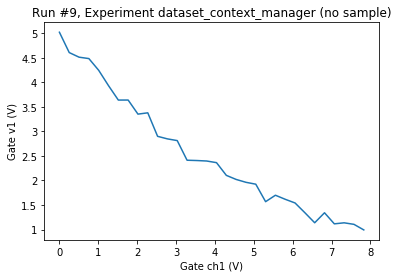 Run #9, Experiment dataset_context_manager (no sample)
Gate v1 (V)
5
4.5
4
3.5
3
2.5
2
1.5
1
0 1 2 3 4 5 6 7 8
Gate ch1 (V)